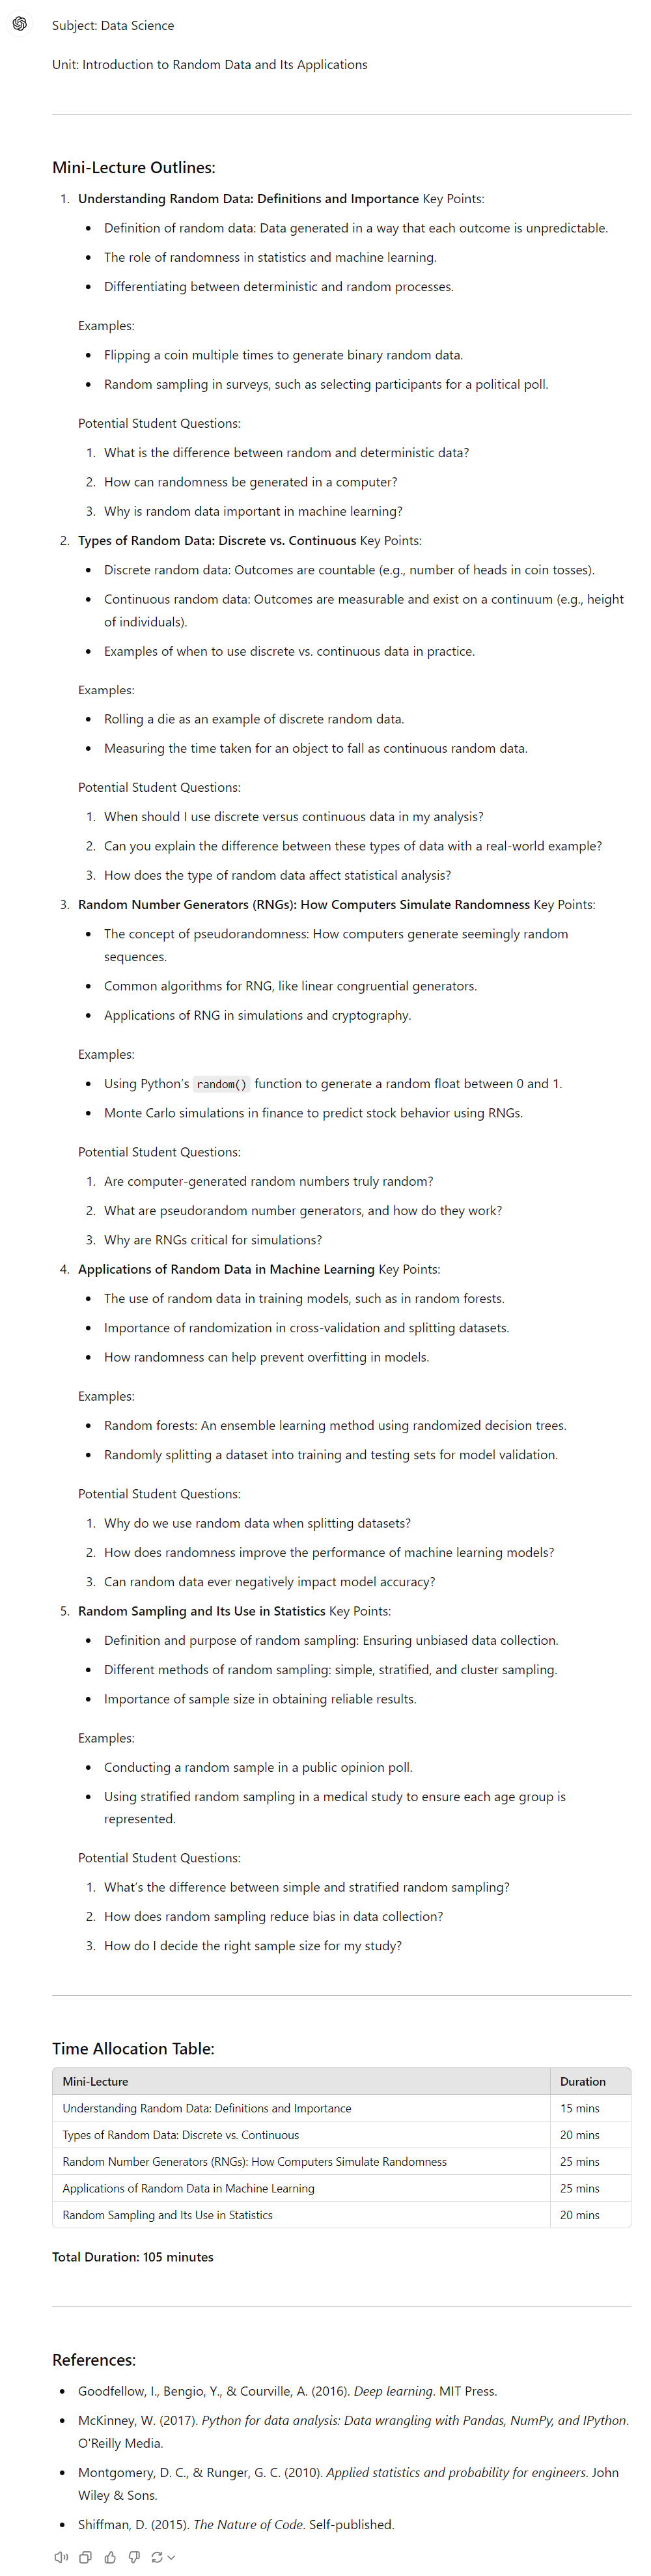 Subject: Data Science
Unit: Introduction to Random Data and Its Applications
Mini-Lecture Outlines:
1. Understanding Random Data: Definitions and Importance Key Points:
• Definition of random data: Data generated in a way that each outcome is unpredictable.
• The role of randomness in statistics and machine learning.
• Differentiating between deterministic and random processes.
Examples:
• Flipping a coin multiple times to generate binary random data.
• Random sampling in surveys, such as selecting participants for a political poll.
Potential Student Questions:
1. What is the difference between random and deterministic data?
2. How can randomness be generated in a computer?
3. Why is random data important in machine learning?
2. Types of Random Data: Discrete vs. Continuous Key Points:
• Discrete random data: Outcomes are countable (e.g., number of heads in coin tosses).
• Continuous random data: Outcomes are measurable and exist on a continuum (e.g., height
of individuals).
• Examples of when to use discrete vs. continuous data in practice.
Examples:
• Rolling a die as an example of discrete random data.
• Measuring the time taken for an object to fall as continuous random data.
Potential Student Questions:
1. When should I use discrete versus continuous data in my analysis?
2. Can you explain the difference between these types of data with a real-world example?
3. How does the type of random data affect statistical analysis?
3. Random Number Generators (RNGs): How Computers Simulate Randomness Key Points:
• The concept of pseudorandomness: How computers generate seemingly random
sequences.
• Common algorithms for RNG, like linear congruential generators.
• Applications of RNG in simulations and cryptography.
Examples:
• Using Python's random() function to generate a random float between 0 and 1.
• Monte Carlo simulations in finance to predict stock behavior using RNGs.
Potential Student Questions:
1. Are computer-generated random numbers truly random?
2. What are pseudorandom number generators, and how do they work?
3. Why are RNGs critical for simulations?
4. Applications of Random Data in Machine Learning Key Points:
• The use of random data in training models, such as in random forests.
• Importance of randomization in cross-validation and splitting datasets.
• How randomness can help prevent overfitting in models.
Examples:
• Random forests: An ensemble learning method using randomized decision trees.
• Randomly splitting a dataset into training and testing sets for model validation.
Potential Student Questions:
1. Why do we use random data when splitting datasets?
2. How does randomness improve the performance of machine learning models?
3. Can random data ever negatively impact model accuracy?
5. Random Sampling and Its Use in Statistics Key Points:
• Definition and purpose of random sampling: Ensuring unbiased data collection.
• Different methods of random sampling: simple, stratified, and cluster sampling.
• Importance of sample size in obtaining reliable results.
Examples:
• Conducting a random sample in a public opinion poll.
• Using stratified random sampling in a medical study to ensure each age group is
represented.
Potential Student Questions:
1. What's the difference between simple and stratified random sampling?
2. How does random sampling reduce bias in data collection?
3. How do I decide the right sample size for my study?
Time Allocation Table:
Mini-Lecture Duration
Understanding Random Data: Definitions and Importance 15 mins
Types of Random Data: Discrete vs. Continuous 20 mins
Random Number Generators (RNGs): How Computers Simulate Randomness 25 mins
Applications of Random Data in Machine Learning 25 mins
Random Sampling and Its Use in Statistics 20 mins
Total Duration: 105 minutes
References:
• Goodfellow, I., Bengio, Y., & Courville, A. (2016). Deep learning. MIT Press.
• McKinney, W. (2017). Python for data analysis: Data wrangling with Pandas, NumPy, and IPython.
O'Reilly Media.
• Montgomery, D. C., & Runger, G. C. (2010). Applied statistics and probability for engineers. John
Wiley & Sons.
• Shiffman, D. (2015). The Nature of Code. Self-published.